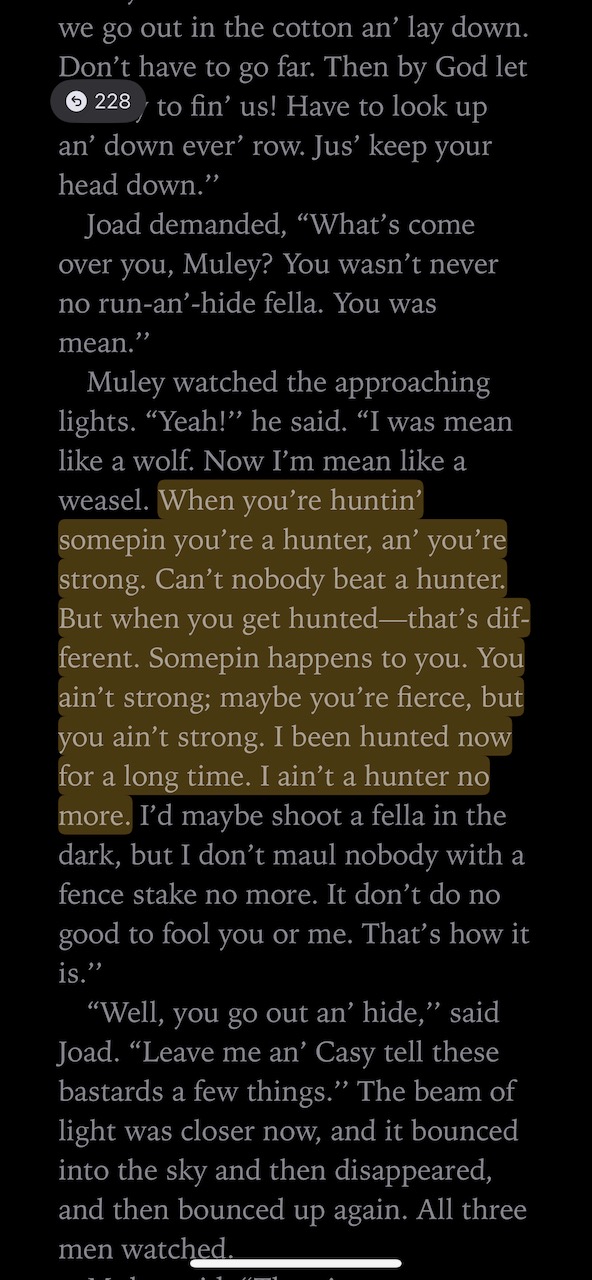 we go out in the cotton an’ lay down.
Don’t have to go far. Then by God let
228
to fin’ us! Have to look up
an’ down ever’ row. Jus’ keep your
head down.’’
Joad demanded, “What’s come
over you, Muley? You wasn’t never
no run-an’-hide fella. You was
mean.’’
Muley watched the approaching
lights. “Yeah!’’ he said. “I was mean
like a wolf. Now I’m mean like a
weasel. When you’re huntin’
somepin you’re a hunter, an’ you’re
strong. Can’t nobody beat a hunter.
But when you get hunted—that’s dif-
ferent. Somepin happens to you. You
ain’t strong; maybe you’re fierce, but
you ain’t strong. I been hunted now
for a long time. I ain’t a hunter no
more. I’d maybe shoot a fella in the
dark, but I don’t maul nobody with a
fence stake no more. It don’t do no
good to fool you or me. That’s how it
is.’’
“Well, you go out an’ hide,’’ said
Joad. “Leave me an’ Casy tell these
bastards a few things.’’ The beam of
light was closer now, and it bounced
into the sky and then disappeared,
and then bounced up again. All three
men watched.